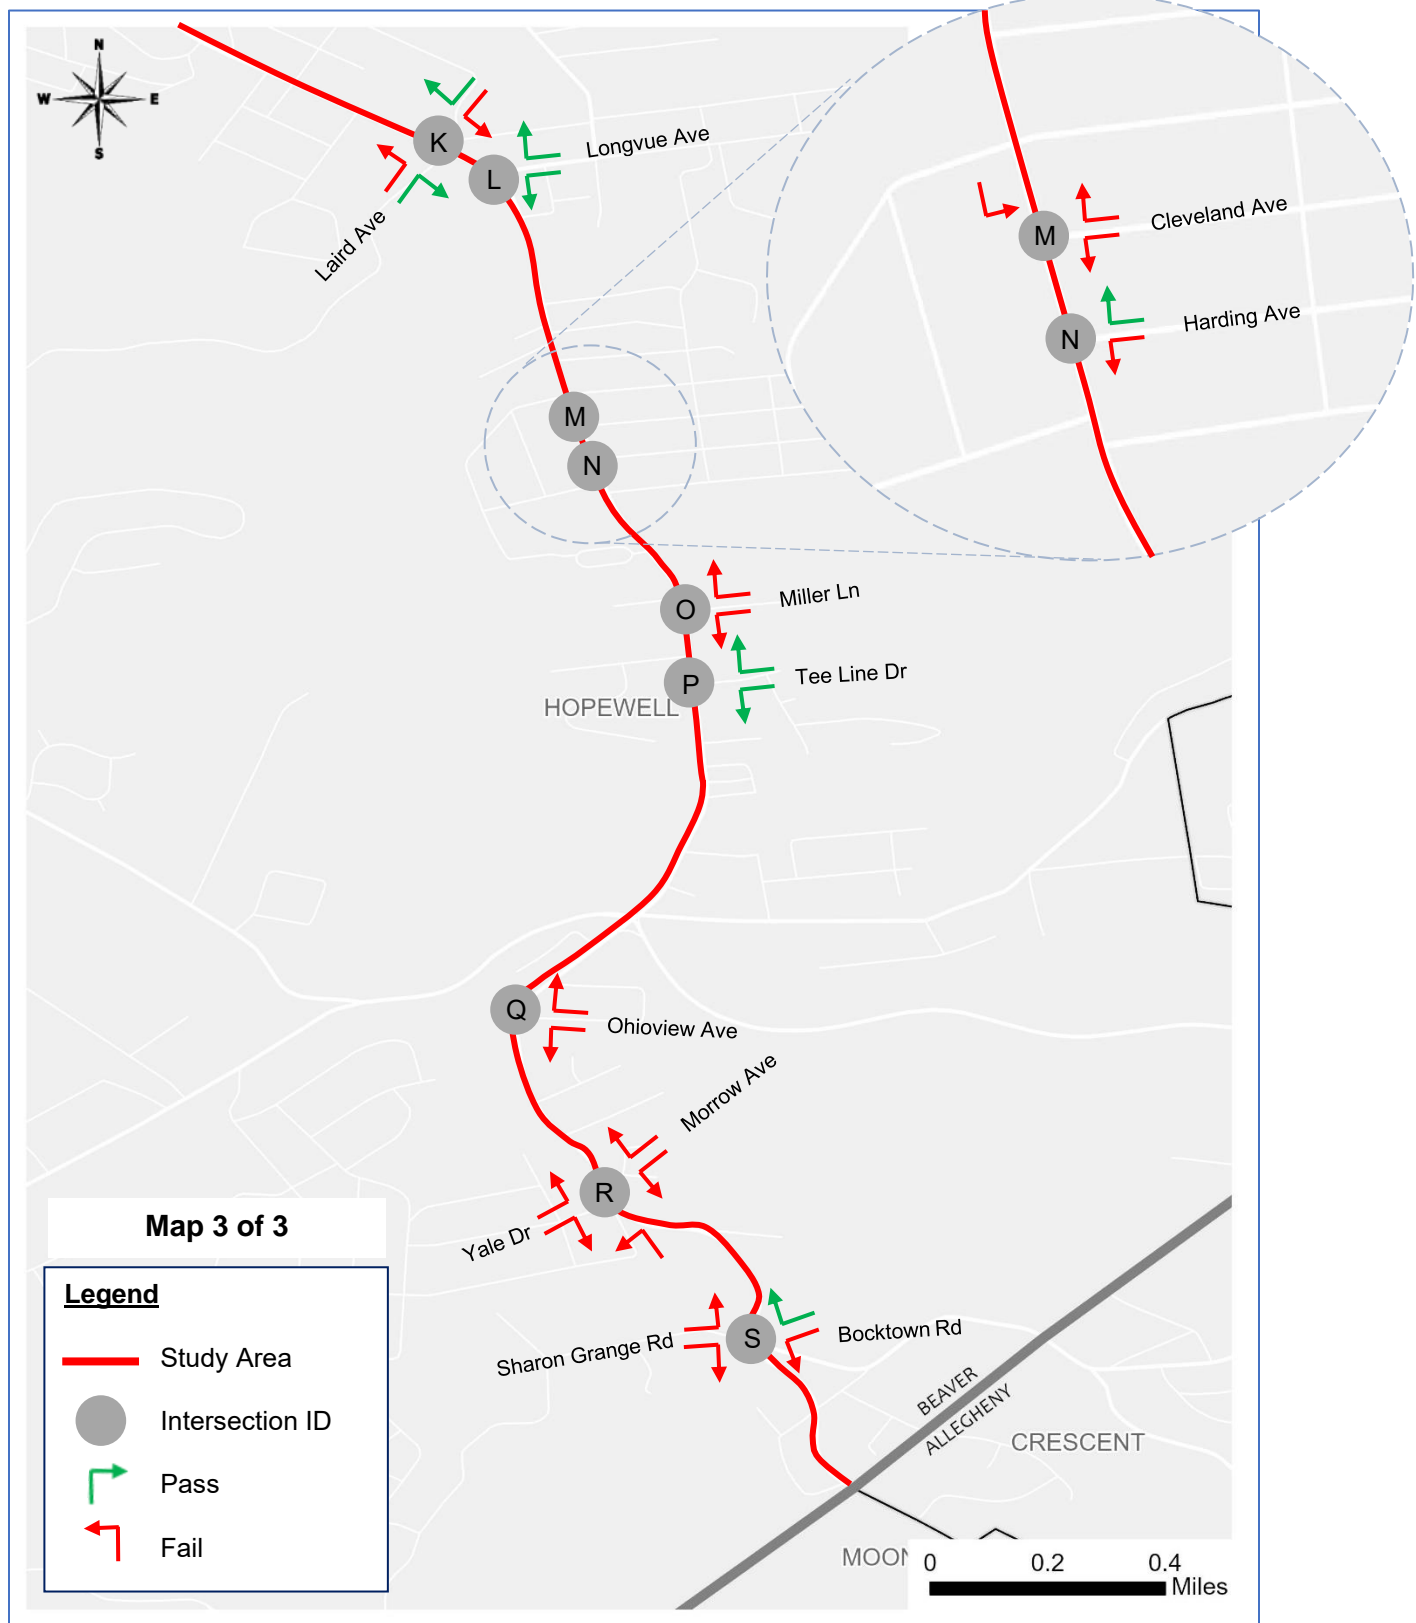 N
W
E
S
K
Longvue Ave
L
Laird Ave
M
Cleveland Ave
N
Harding Ave
M
N
O
Miller Ln
P
Tee Line Dr
HOPEWELL
Q
Ohioview Ave
Morrow Ave
R
Yale Dr
S
Bocktown Rd
Sharon Grange Rd
BEAVER
ALLEGHENY
CRESCENT
MOON
Map 3 of 3
Legend
Study Area
Intersection ID
Pass
Fail
0 0.2 0.4
Miles